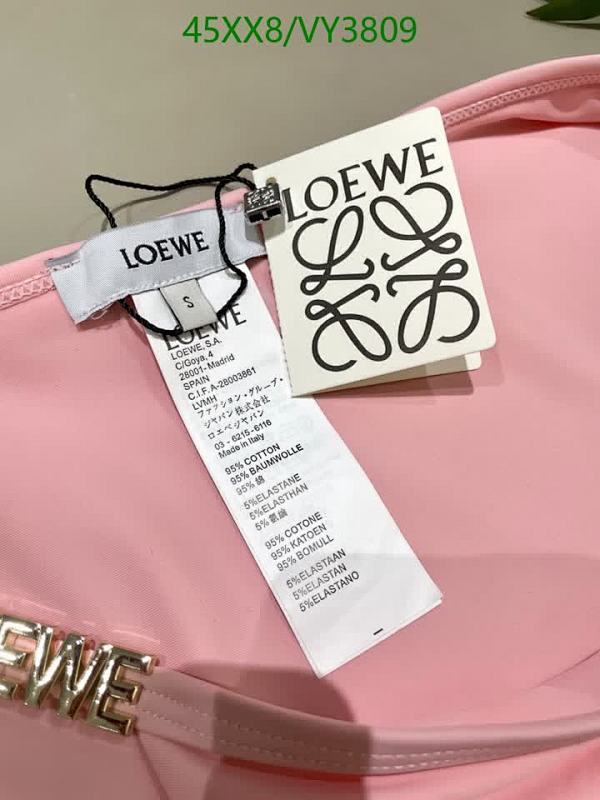 45XX8/VY3809
LOEWE
LOEWE
S
LOEWE
LOEWE, S.A.
C/Goya, 4
28001-Madrid
SPAIN
C.I.F.A-28003861
LVMH
ファッション・グループ・
ジャパン株式会社
ロエベジャパン
03 - 6215-6116
Made in Italy
95% COTTON
95% BAUMWOLLE
95% 綿
5%ELASTANE
5%ELASTHAN
95% COTONE
95% KATOEN
95% BOMULL
5%ELASTAAN
5%ELASTAN
5%ELASTANO
EWE